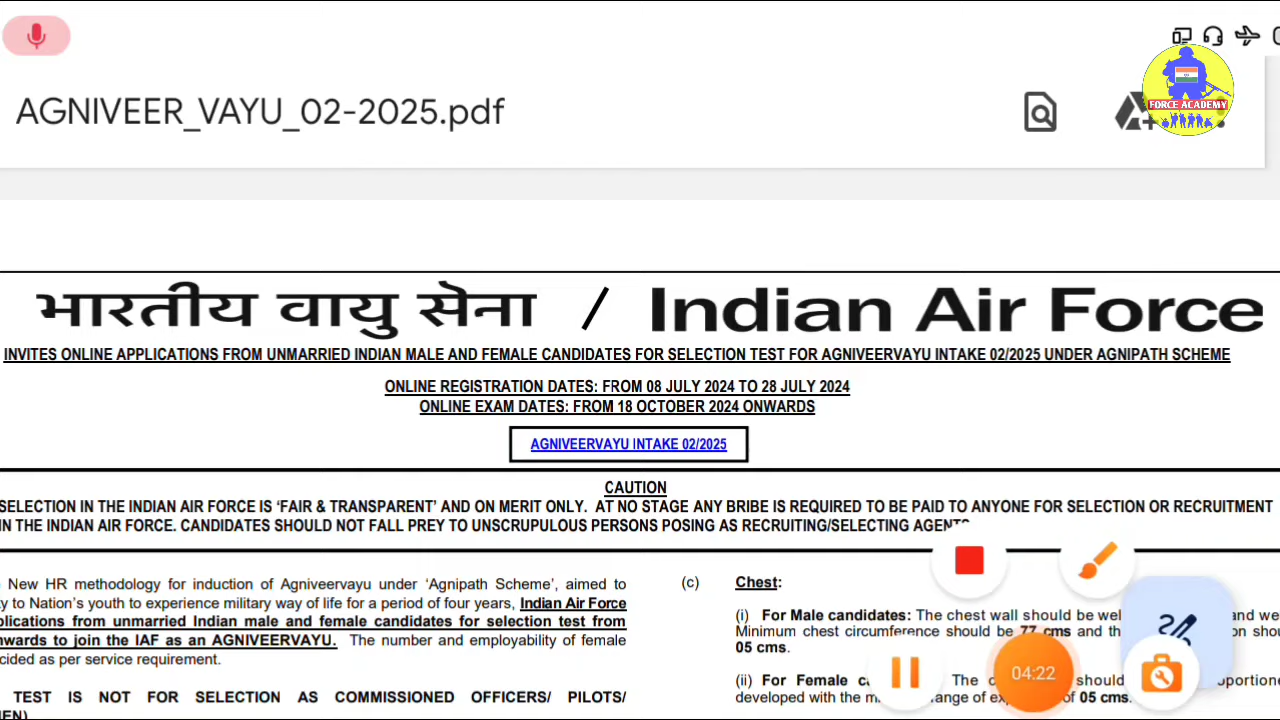 AGNIVEER_VAYU_02-2025.pdf
FORCE ACADEMY
भारतीय वायु सेना / Indian Air Force
INVITES ONLINE APPLICATIONS FROM UNMARRIED INDIAN MALE AND FEMALE CANDIDATES FOR SELECTION TEST FOR AGNIVEERVAYU INTAKE 02/2025 UNDER AGNIPATH SCHEME
ONLINE REGISTRATION DATES: FROM 08 JULY 2024 TO 28 JULY 2024
ONLINE EXAM DATES: FROM 18 OCTOBER 2024 ONWARDS
AGNIVEERVAYU INTAKE 02/2025
CAUTION
SELECTION IN THE INDIAN AIR FORCE IS ‘FAIR & TRANSPARENT’ AND ON MERIT ONLY. AT NO STAGE ANY BRIBE IS REQUIRED TO BE PAID TO ANYONE FOR SELECTION OR RECRUITMENT
IN THE INDIAN AIR FORCE. CANDIDATES SHOULD NOT FALL PREY TO UNSCRUPULOUS PERSONS POSING AS RECRUITING/SELECTING AGENTS
New HR methodology for induction of Agniveervayu under ‘Agnipath Scheme’, aimed to
to Nation’s youth to experience military way of life for a period of four years, Indian Air Force
applications from unmarried Indian male and female candidates for selection test from
to join the IAF as an AGNIVEERVAYU. The number and employability of female
as per service requirement.
TEST IS NOT FOR SELECTION AS COMMISSIONED OFFICERS/ PILOTS/
(c) Chest:
(i) For Male candidates: The chest wall should be
Minimum chest circumference should be 77 cms and
05 cms.
(ii) For Female The should
developed with the of 05 cms.
04:22